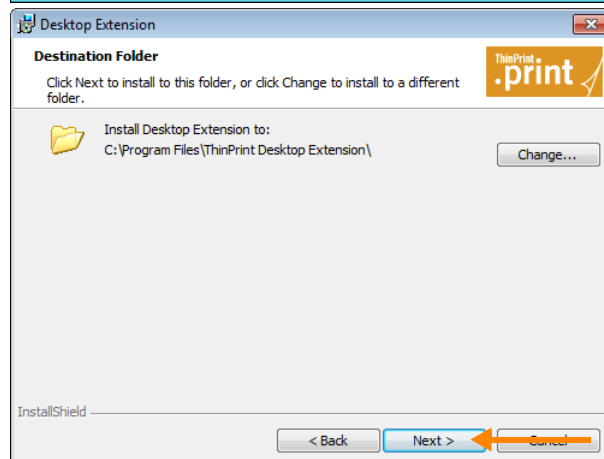 Desktop Extension
Destination Folder
Click Next to install to this folder, or click Change to install to a different
folder.
ThinPrint
.print
Install Desktop Extension to:
C:\Program Files\ThinPrint Desktop Extension\
Change...
InstallShield
< Back
Next >
Cancel